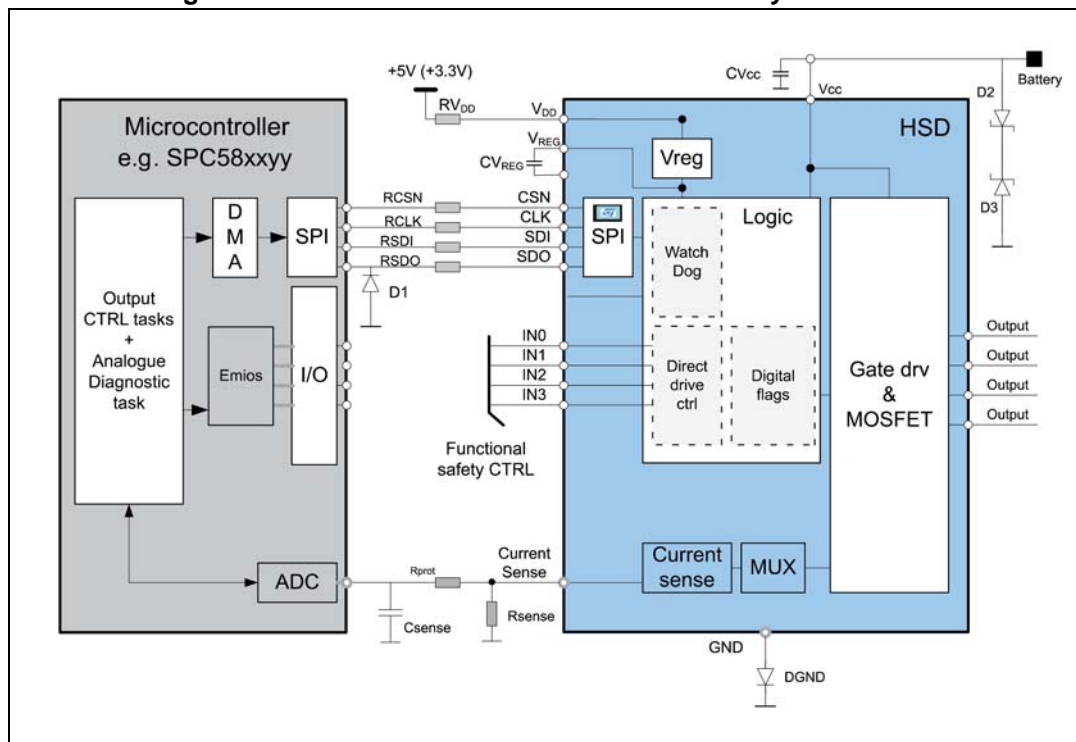 +5V (+3.3V)
CVcc
Battery
Vcc
D2
RVDD
VDD
Microcontroller
e.g. SPC58xxyy
HSD
VREG
Vreg
CVREG
D3
RCSN
CSN
D
M
A
SPI
RCLK
CLK
SPI
Logic
RSDI
SDI
Watch
Dog
RSDO
SDO
D1
Output
CTRL tasks
+
Analogue
Diagnostic
task
Emios
I/O
IN0
IN1
IN2
IN3
Direct
drive
ctrl
Digital
flags
Gate drv
&
MOSFET
Output
Output
Output
Output
Functional
safety CTRL
Current
Sense
Current
sense
MUX
ADC
Rprot
Rsense
Csense
GND
DGND